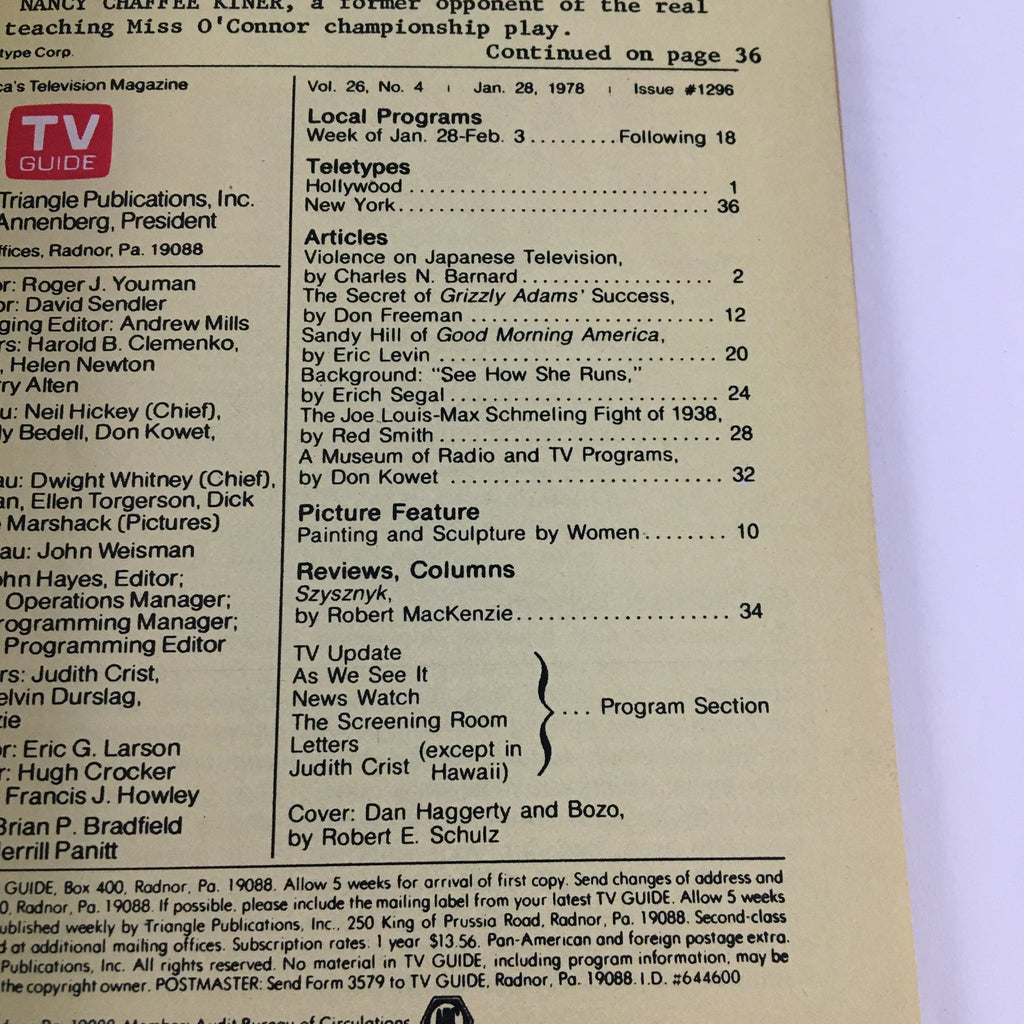 NANCY CHAFFEE KINER, a former opponent of the real
teaching Miss O'Connor championship play.
type Corp.
Continued on page 36
ca's Television Magazine
TV
GUIDE
Triangle Publications, Inc.
Annenberg, President
ffices, Radnor, Pa. 19088
or: Roger J. Youman
or: David Sendler
ging Editor: Andrew Mills
rs: Harold B. Clemenko,
, Helen Newton
ry Alten
u: Neil Hickey (Chief),
ly Bedell, Don Kowet,
au: Dwight Whitney (Chief),
an, Ellen Torgerson, Dick
Marshack (Pictures)
au: John Weisman
ohn Hayes, Editor;
Operations Manager;
rogramming Manager;
Programming Editor
rs: Judith Crist,
elvin Durslag,
zie
or: Eric G. Larson
r: Hugh Crocker
Francis J. Howley
Brian P. Bradfield
errill Panitt
Vol. 26, No. 4 | Jan. 28, 1978 | Issue #1296
Local Programs
Week of Jan. 28-Feb. 3.........Following 18
Teletypes
Hollywood .............................. 1
New York............................... 36
Articles
Violence on Japanese Television,
by Charles N. Barnard................... 2
The Secret of Grizzly Adams' Success,
by Don Freeman ........................ 12
Sandy Hill of Good Morning America,
by Eric Levin ............................ 20
Background: "See How She Runs,"
by Erich Segal........................... 24
The Joe Louis-Max Schmeling Fight of 1938,
by Red Smith ............................ 28
A Museum of Radio and TV Programs,
by Don Kowet ........................... 32
Picture Feature
Painting and Sculpture by Women........ 10
Reviews, Columns
Szysznyk,
by Robert MacKenzie.................... 34
TV Update
As We See It
News Watch
The Screening Room
Letters
Judith Crist (except in Hawaii)
... Program Section
Cover: Dan Haggerty and Bozo,
by Robert E. Schulz
GUIDE, Box 400, Radnor, Pa. 19088. Allow 5 weeks for arrival of first copy. Send changes of address and
0, Radnor, Pa. 19088. If possible, please include the mailing label from your latest TV GUIDE. Allow 5 weeks
ublished weekly by Triangle Publications, Inc., 250 King of Prussia Road, Radnor, Pa. 19088. Second-class
d at additional mailing offices. Subscription rates: 1 year $13.56. Pan-American and foreign postage extra.
Publications, Inc. All rights reserved. No material in TV GUIDE, including program information, may be
the copyright owner. POSTMASTER: Send Form 3579 to TV GUIDE, Radnor, Pa. 19088. I.D. #644600
Pa. 19088. Member, Audit Bureau of Circulations